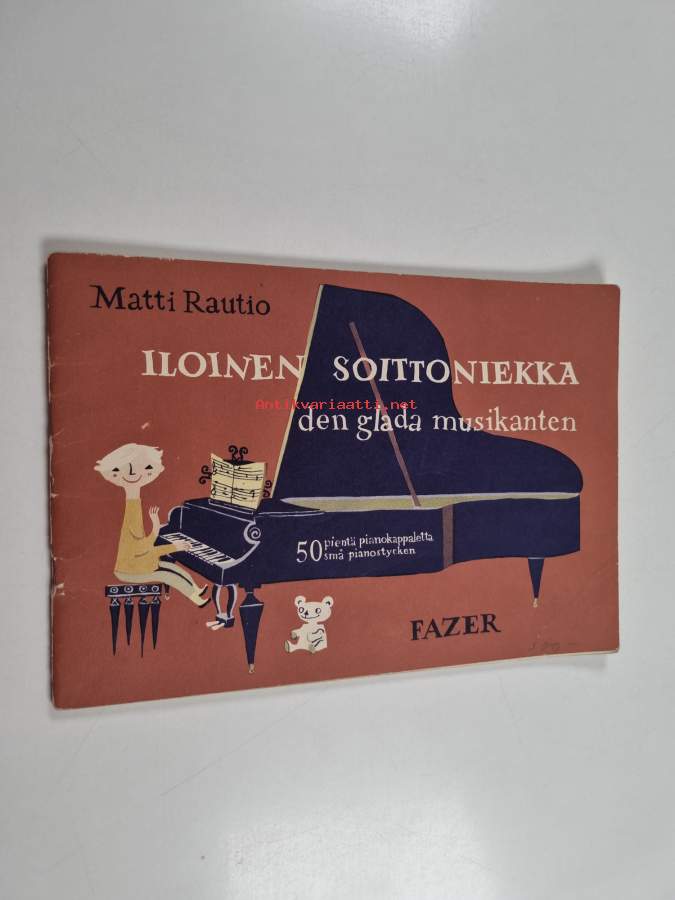 Matti Rautio
ILOINEN SOITTONIEKKA
Antikvariaatti.net
den glada musikanten
50 pientä pianokappaletta
små pianostycken
FAZER